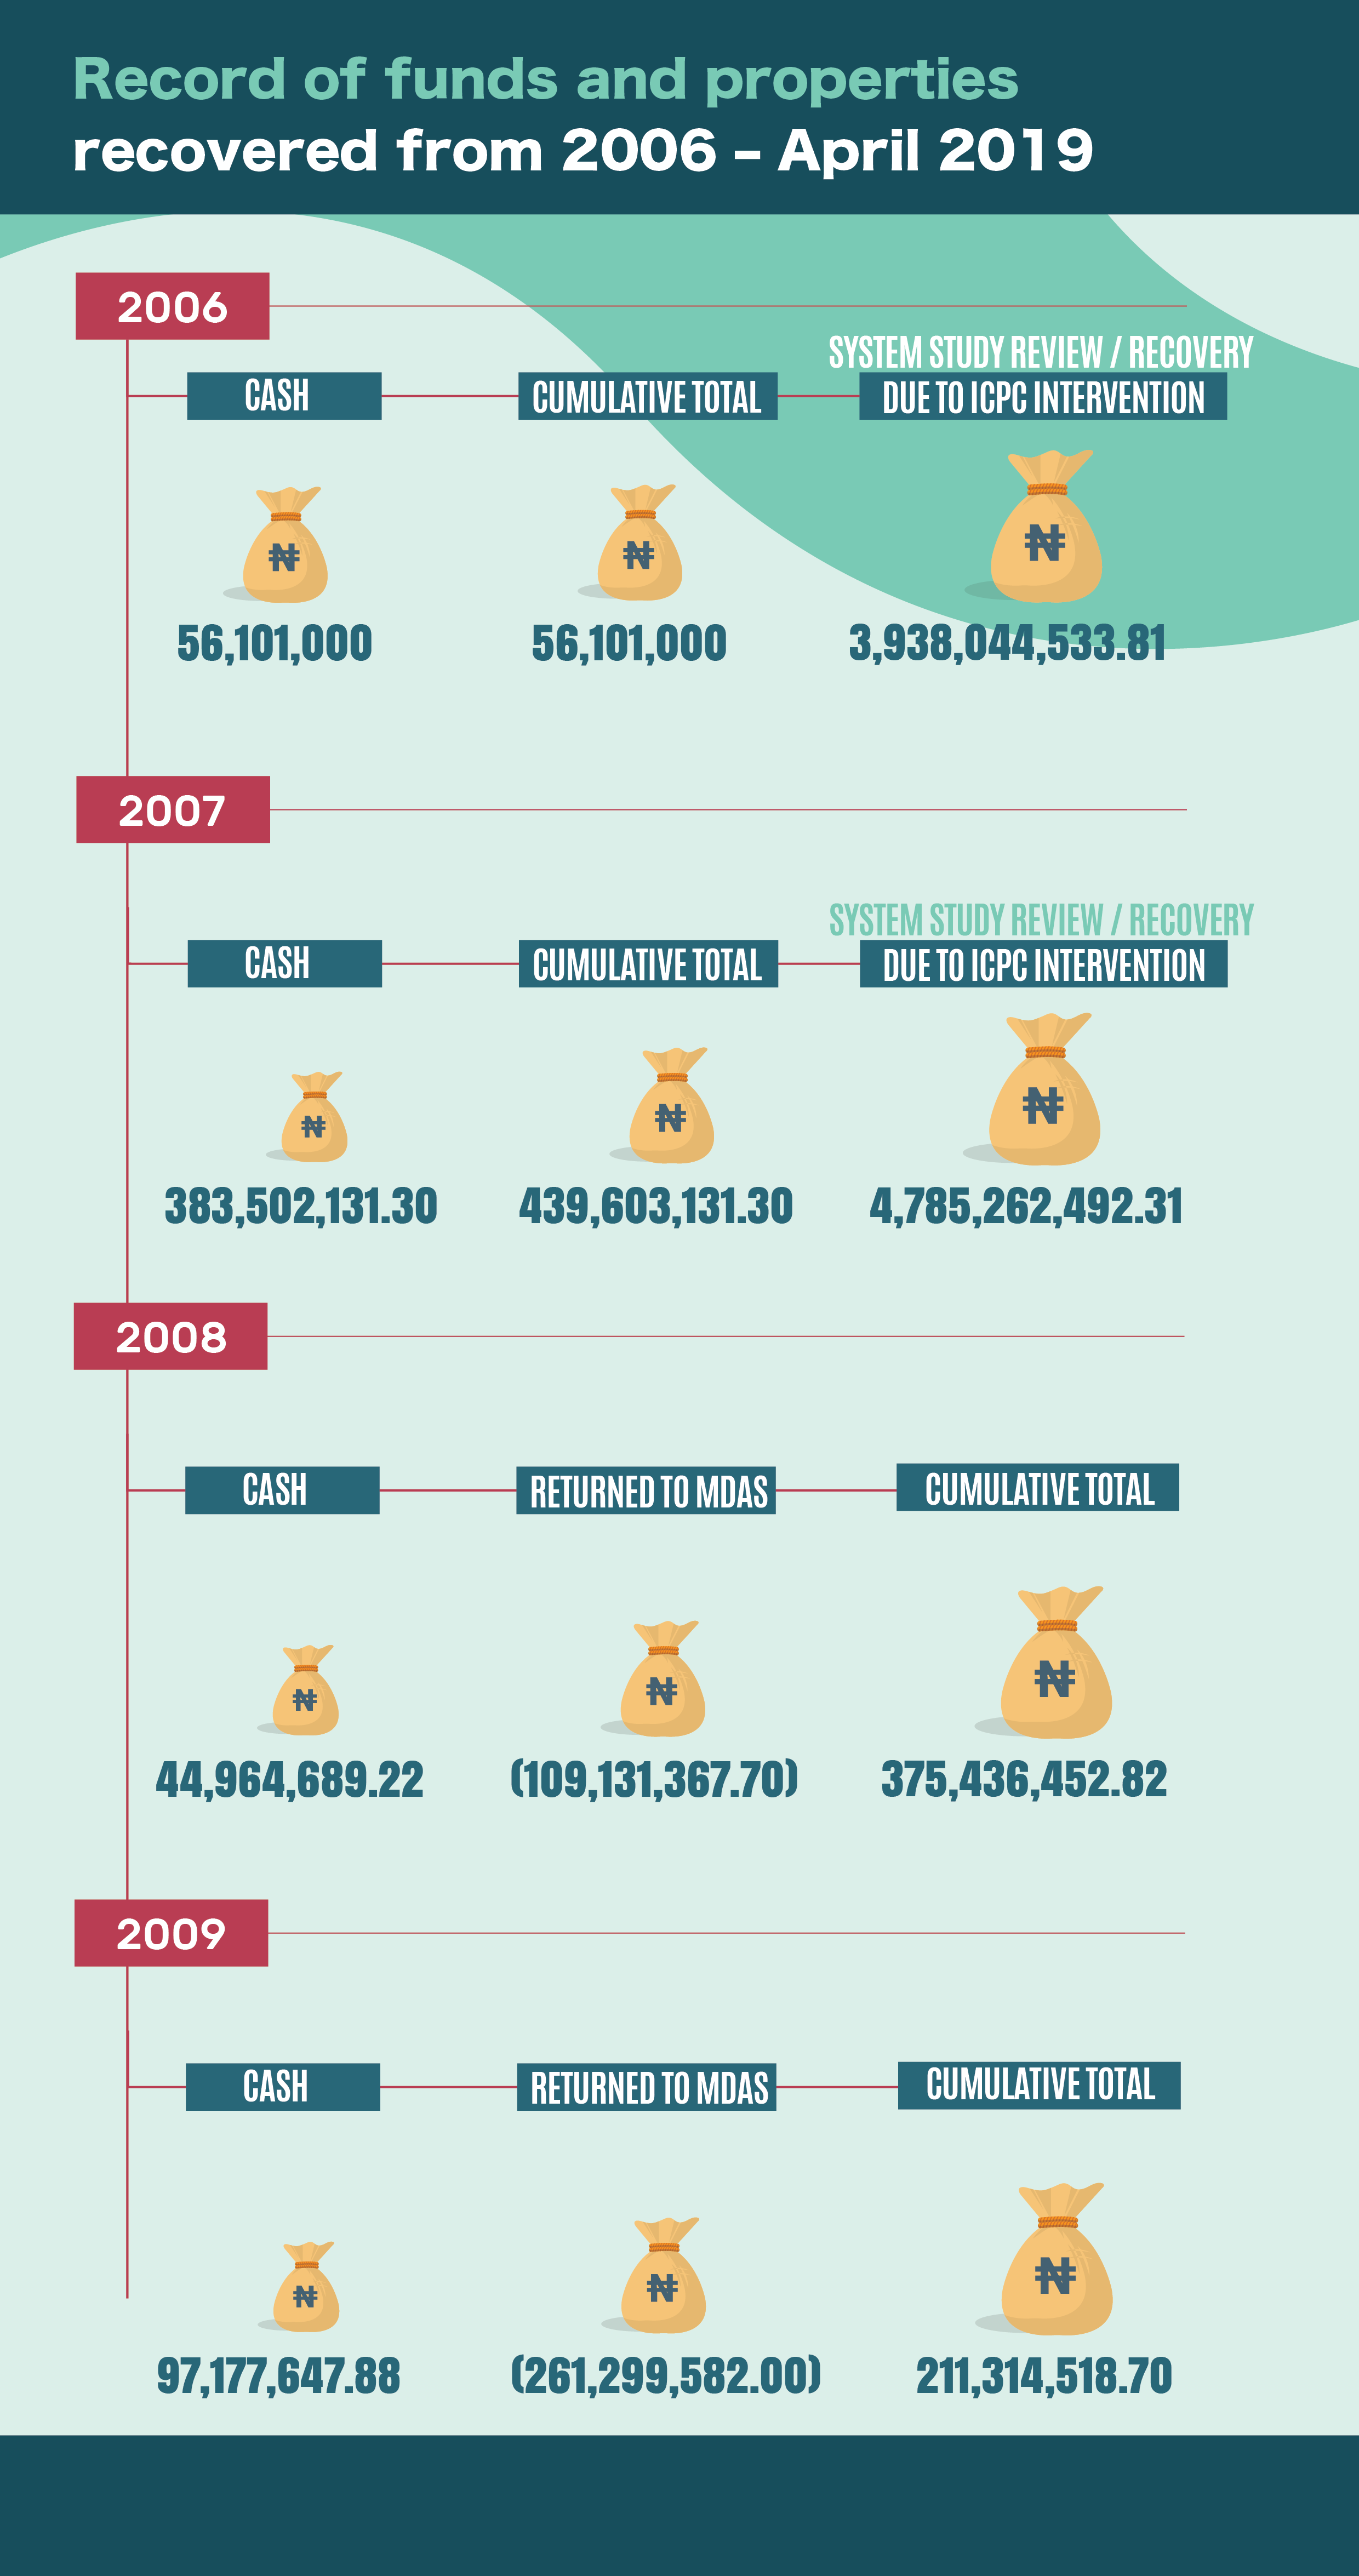 Record of funds and properties
recovered from 2006 – April 2019
2006
SYSTEM STUDY REVIEW / RECOVERY
CASH
CUMULATIVE TOTAL
DUE TO ICPC INTERVENTION
₦
₦
₦
56,101,000
56,101,000
3,938,044,533.81
2007
SYSTEM STUDY REVIEW / RECOVERY
CASH
CUMULATIVE TOTAL
DUE TO ICPC INTERVENTION
₦
₦
₦
383,502,131.30
439,603,131.30
4,785,262,492.31
2008
CASH
RETURNED TO MDAS
CUMULATIVE TOTAL
₦
₦
₦
44,964,689.22
(109,131,367.70)
375,436,452.82
2009
CASH
RETURNED TO MDAS
CUMULATIVE TOTAL
₦
₦
₦
97,177,647.88
(261,299,582.00)
211,314,518.70